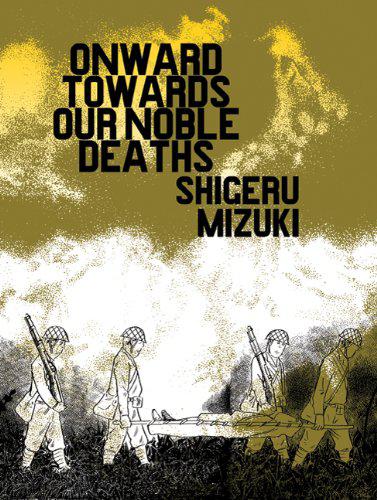 ONWARD
TOWARDS
OUR NOBLE
DEATHS
SHIGERU
MIZUKI